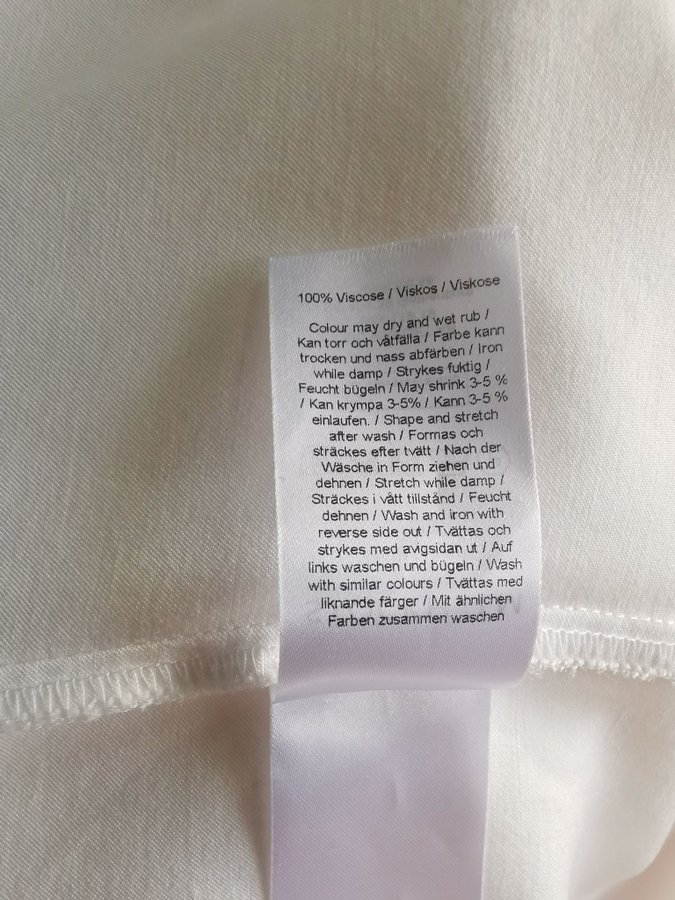 100% Viscose / Viskos / Viskose
Colour may dry and wet rub /
Kan torr och våtfälla / Farbe kann
trocken und nass abfärben / Iron
while damp / Strykes fuktig /
Feucht bügeln / May shrink 3-5 %
/ Kan krympa 3-5% / Kann 3-5 %
einlaufen. / Shape and stretch
after wash / Formas och
sträckes efter tvätt / Nach der
Wäsche in Form ziehen und
dehnen / Stretch while damp /
Sträckes i vått tillstånd / Feucht
dehnen / Wash and iron with
reverse side out / Tvättas och
strykes med avigsidan ut / Auf
links waschen und bügeln / Wash
with similar colours / Tvättas med
liknande färger / Mit ähnlichen
Farben zusammen waschen